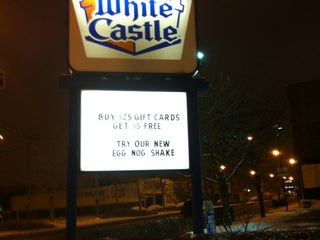 White
Castle
BUY $25 GIFT CARDS
GET $5 FREE
TRY OUR NEW
EGG NOG SHAKE